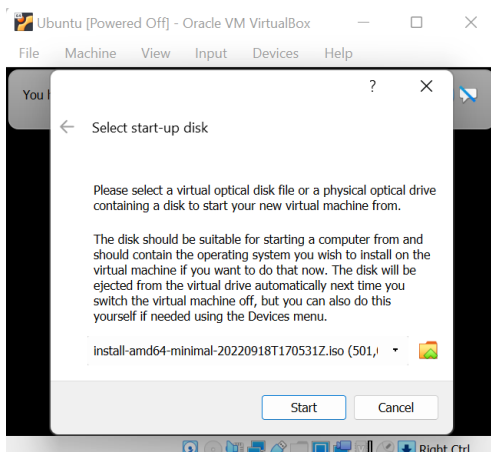 Ubuntu [Powered Off] - Oracle VM VirtualBox
File Machine View Input Devices Help
You
?
Select start-up disk
Please select a virtual optical disk file or a physical optical drive
containing a disk to start your new virtual machine from.
The disk should be suitable for starting a computer from and
should contain the operating system you wish to install on the
virtual machine if you want to do that now. The disk will be
ejected from the virtual drive automatically next time you
switch the virtual machine off, but you can also do this
yourself if needed using the Devices menu.
install-amd64-minimal-20220918T170531Z.iso (501,
Start Cancel
Right Ctrl